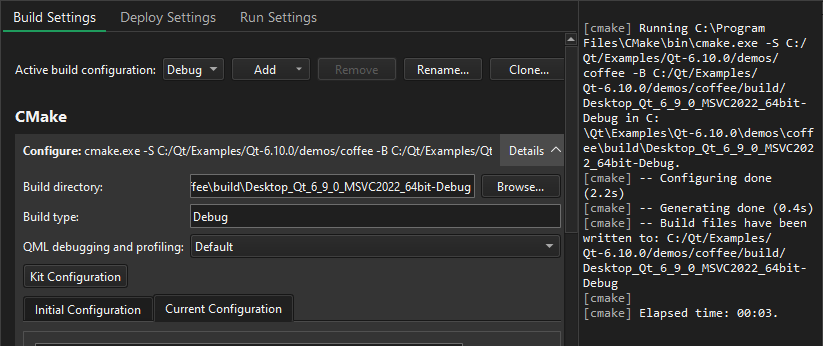 Build Settings
Deploy Settings
Run Settings
Active build configuration:
Debug
Add
Remove
Rename...
Clone...
CMake
Configure: cmake.exe -S C:/Qt/Examples/Qt-6.10.0/demos/coffee -B C:/Qt/Examples/Qt
Details
Build directory:
ffee\build\Desktop_Qt_6_9_0_MSVC2022_64bit-Debug
Browse...
Build type:
Debug
QML debugging and profiling:
Default
Kit Configuration
Initial Configuration
Current Configuration
[cmake] Running C:\Program
Files\CMake\bin\cmake.exe -S C:/
Qt/Examples/Qt-6.10.0/demos/
coffee -B C:/Qt/Examples/
Qt-6.10.0/demos/coffee/build/
Desktop_Qt_6_9_0_MSVC2022_64bit-
Debug in C:
\Qt\Examples\Qt-6.10.0\demos\coff
ee\build\Desktop_Qt_6_9_0_MSVC202
2_64bit-Debug.
[cmake] -- Configuring done
(2.2s)
[cmake] -- Generating done (0.4s)
[cmake] -- Build files have been
written to: C:/Qt/Examples/
Qt-6.10.0/demos/coffee/build/
Desktop_Qt_6_9_0_MSVC2022_64bit-
Debug
[cmake]
[cmake] Elapsed time: 00:03.